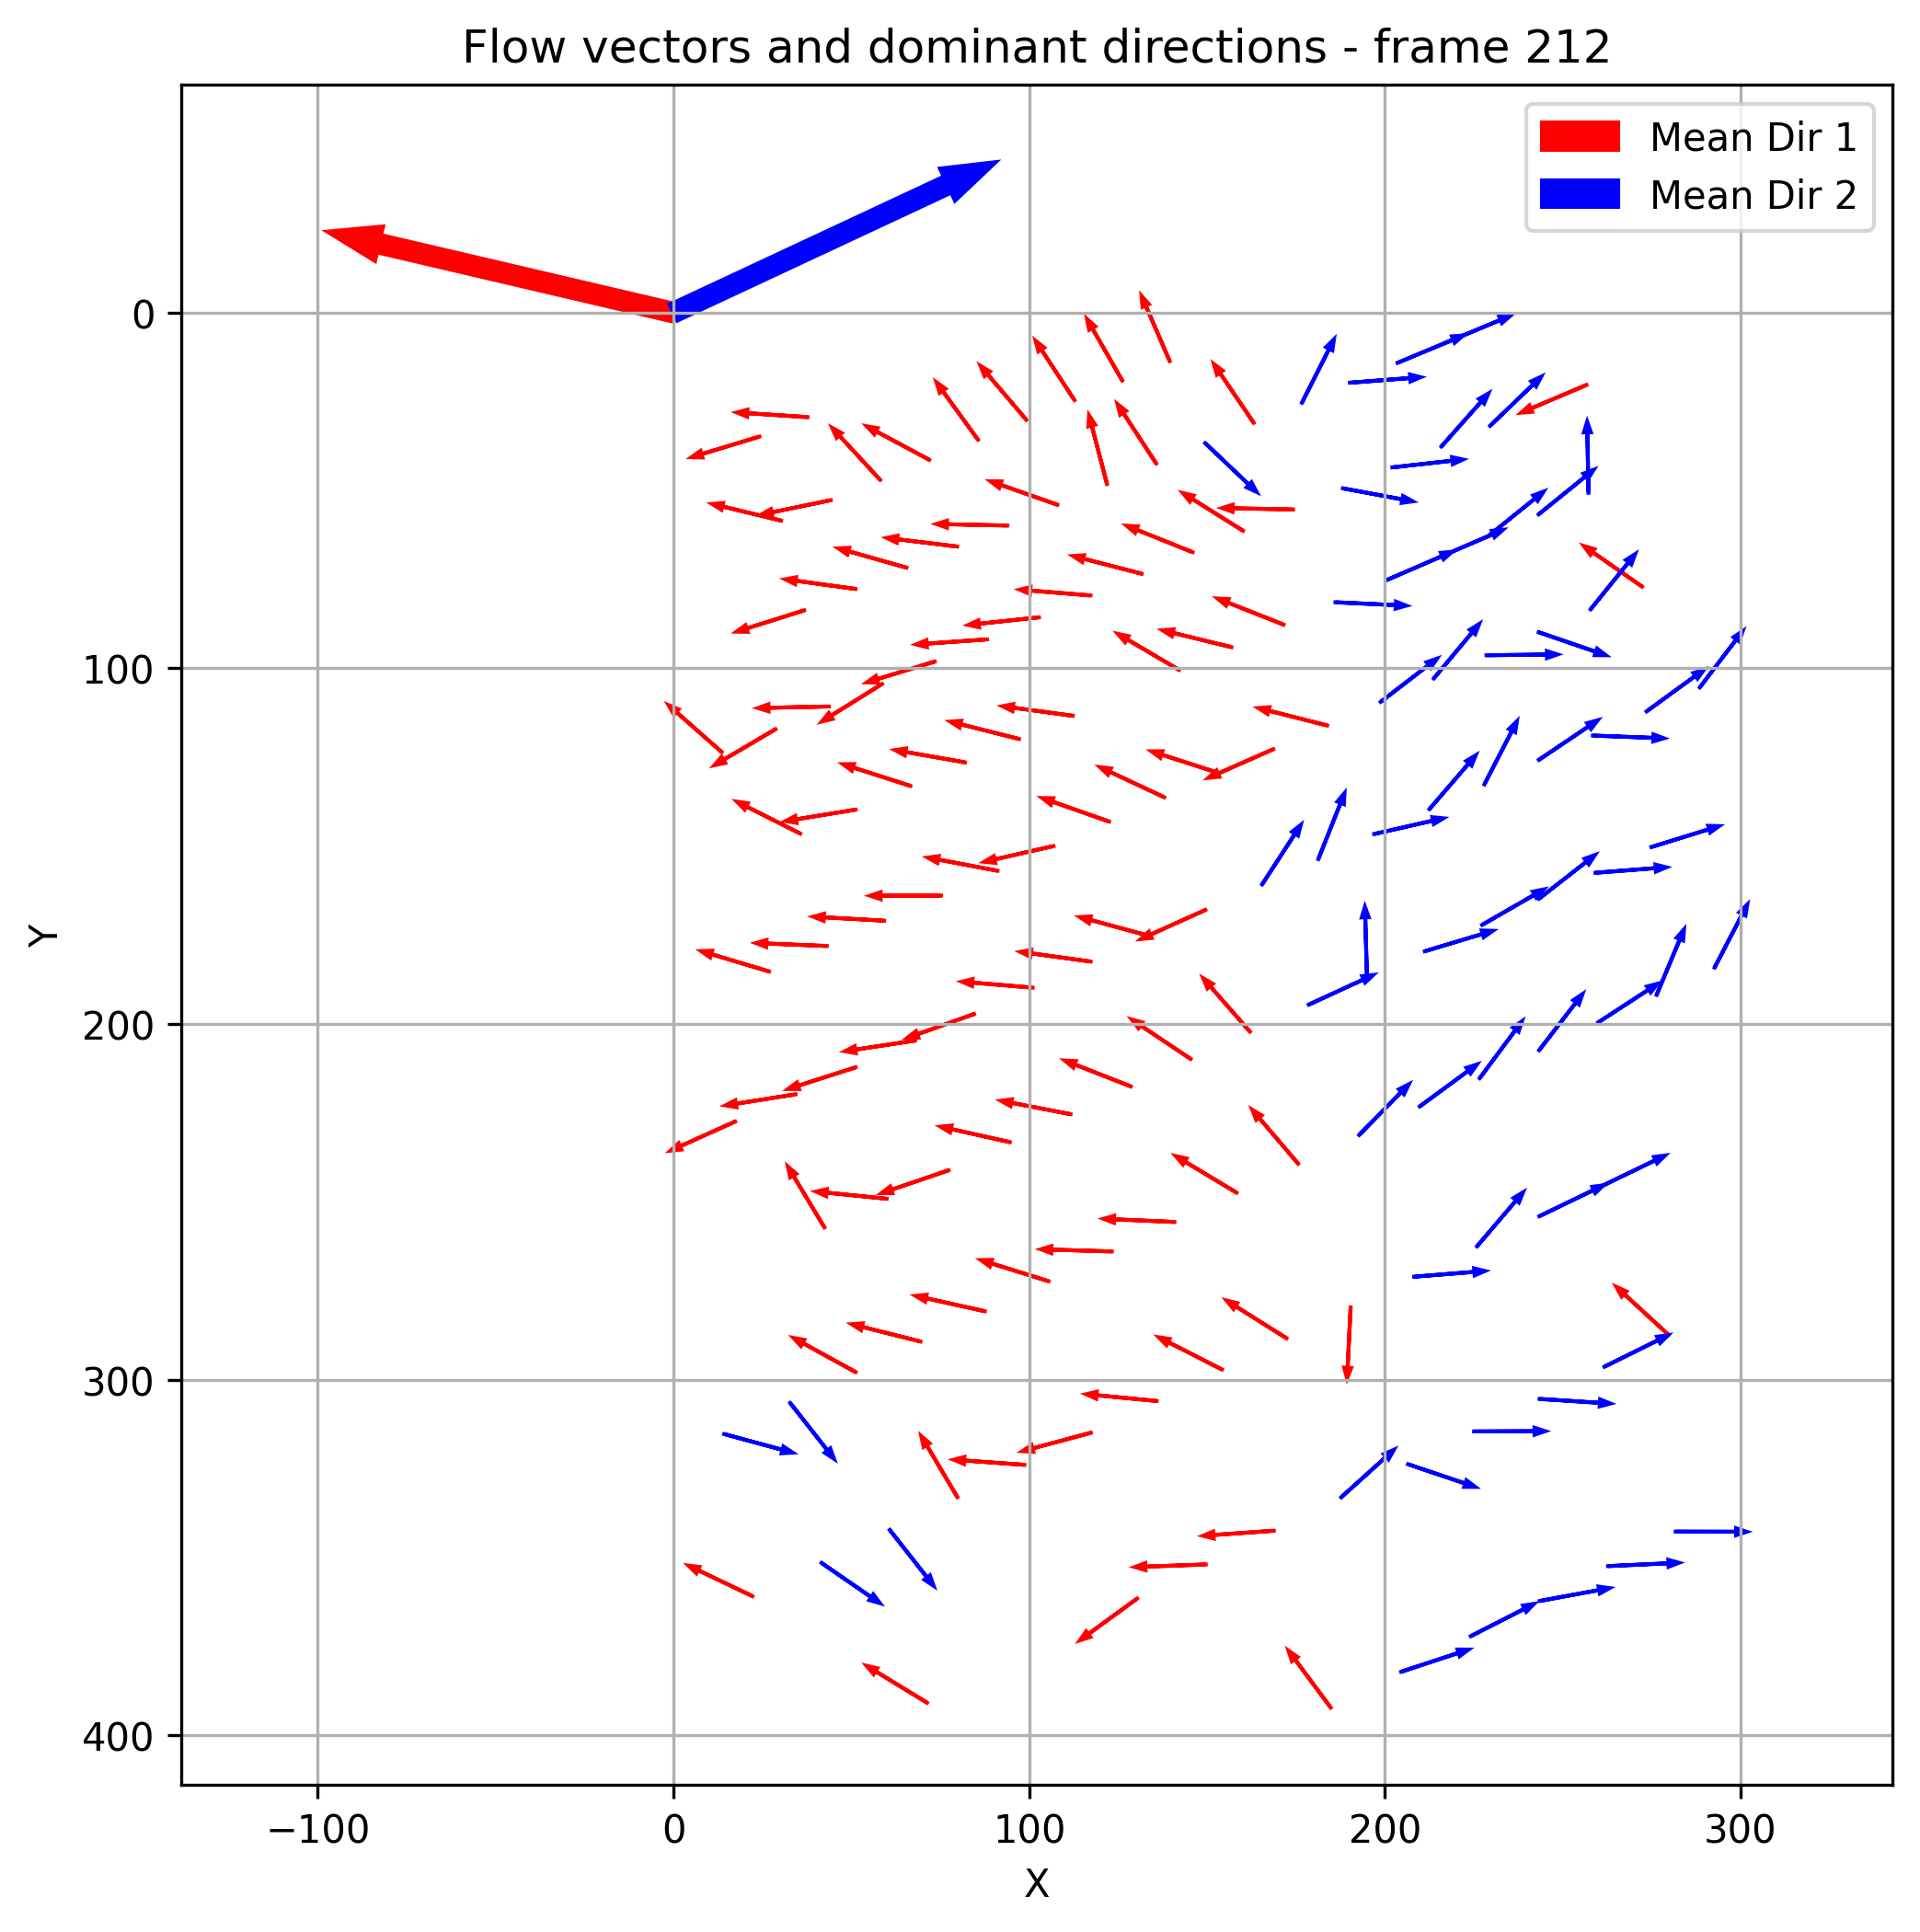 Flow vectors and dominant directions - frame 212
Mean Dir 1
Mean Dir 2
0
100
200
300
400
Y
−100
0
100
200
300
X